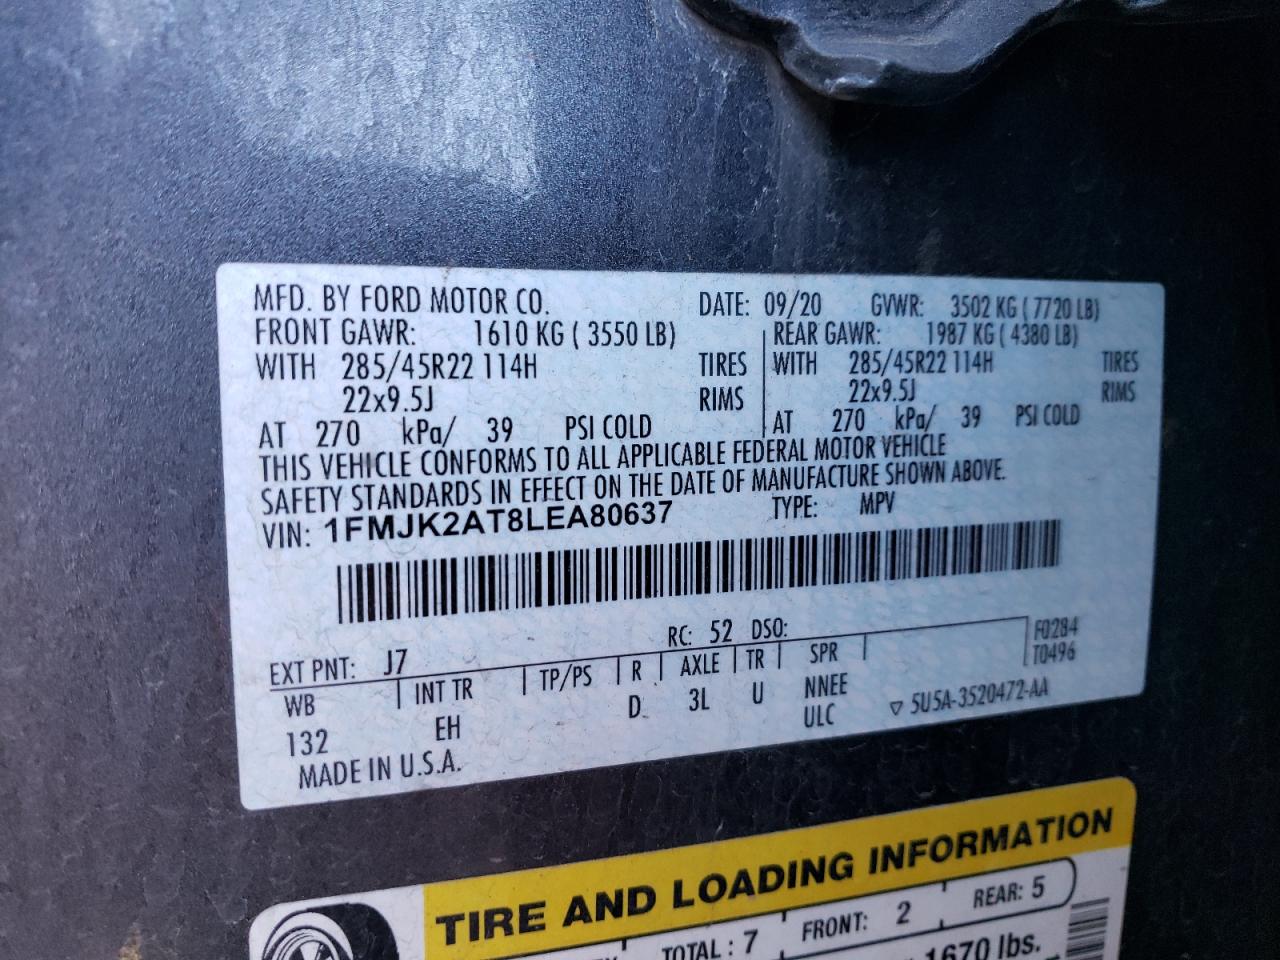 MFD. BY FORD MOTOR CO. DATE: 09/20 GVWR: 3502 KG ( 7720 LB)
FRONT GAWR: 1610 KG ( 3550 LB) REAR GAWR: 1987 KG ( 4380 LB)
WITH 285/45R22 114H TIRES WITH 285/45R22 114H TIRES
22x9.5J RIMS 22x9.5J RIMS
AT 270 kPa/ 39 PSI COLD AT 270 kPa/ 39 PSI COLD
THIS VEHICLE CONFORMS TO ALL APPLICABLE FEDERAL MOTOR VEHICLE
SAFETY STANDARDS IN EFFECT ON THE DATE OF MANUFACTURE SHOWN ABOVE.
VIN: 1FMJK2AT8LEA80637 TYPE: MPV
EXT PNT: J7 RC: 52 DSO: F0284
T0496
WB INT TR TP/PS R AXLE TR SPR
132 EH D 3L U NNEE
ULC ▽ 5U5A-3520472-AA
MADE IN U.S.A.
TIRE AND LOADING INFORMATION
TOTAL : 7 FRONT: 2 REAR: 5
1670 lbs.